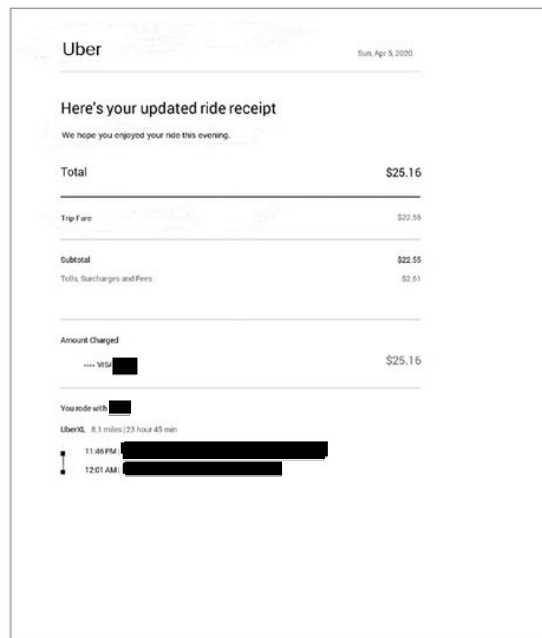 Uber
Sun, Apr 5, 2020
Here's your updated ride receipt
We hope you enjoyed your ride this evening.
Total $25.16
Trip Fare $22.55
Subtotal $22.55
Tolls, Surcharges and Fees $2.61
Amount Charged
---- VISA $25.16
You rode with
UberXL 8.1 miles | 23 hour 45 min
11:46 PM |
12:01 AM |